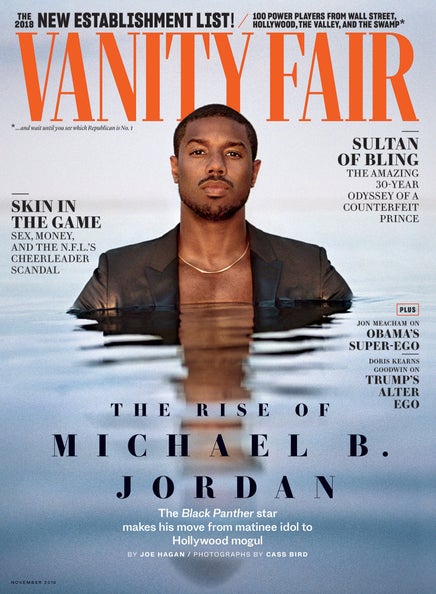 THE 2018 NEW ESTABLISHMENT LIST! / 100 POWER PLAYERS FROM WALL STREET,
HOLLYWOOD, THE VALLEY, AND THE SWAMP*
VANITY FAIR
*...and wait until you see which Republican is No. 1
SULTAN
OF BLING
THE AMAZING
30-YEAR
ODYSSEY OF A
COUNTERFEIT
PRINCE
SKIN IN
THE GAME
SEX, MONEY,
AND THE N.F.L.'S
CHEERLEADER
SCANDAL
PLUS
JON MEACHAM ON
OBAMA'S
SUPER-EGO
DORIS KEARNS
GOODWIN ON
TRUMP'S
ALTER
EGO
THE RISE OF
MICHAEL B.
JORDAN
The Black Panther star
makes his move from matinee idol to
Hollywood mogul
BY JOE HAGAN / PHOTOGRAPHS BY CASS BIRD
NOVEMBER 2018